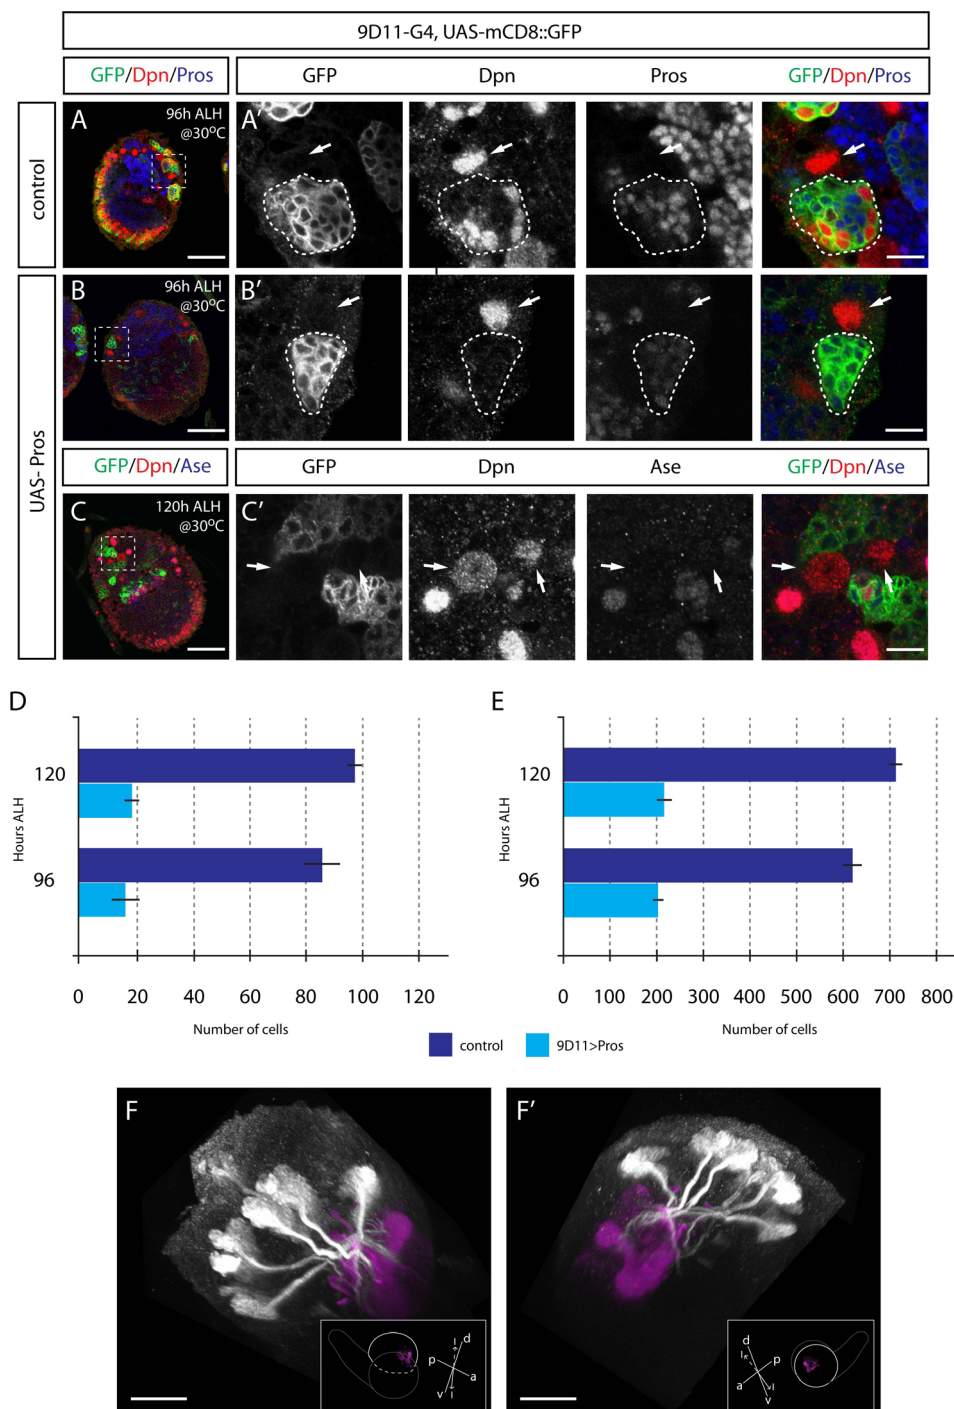 9D11-G4, UAS-mCD8::GFP
GFP/Dpn/Pros GFP Dpn Pros GFP/Dpn/Pros
control
A 96h ALH @30°C
A′
UAS- Pros
B 96h ALH @30°C
B′
GFP/Dpn/Ase GFP Dpn Ase GFP/Dpn/Ase
C 120h ALH @30°C
C′
D
Hours ALH
120
96
0 20 40 60 80 100 120
Number of cells
E
Hours ALH
120
96
0 100 200 300 400 500 600 700 800
Number of cells
control 9D11>Pros
F
l d
p a
v l
F′
d
l
a p
l
v